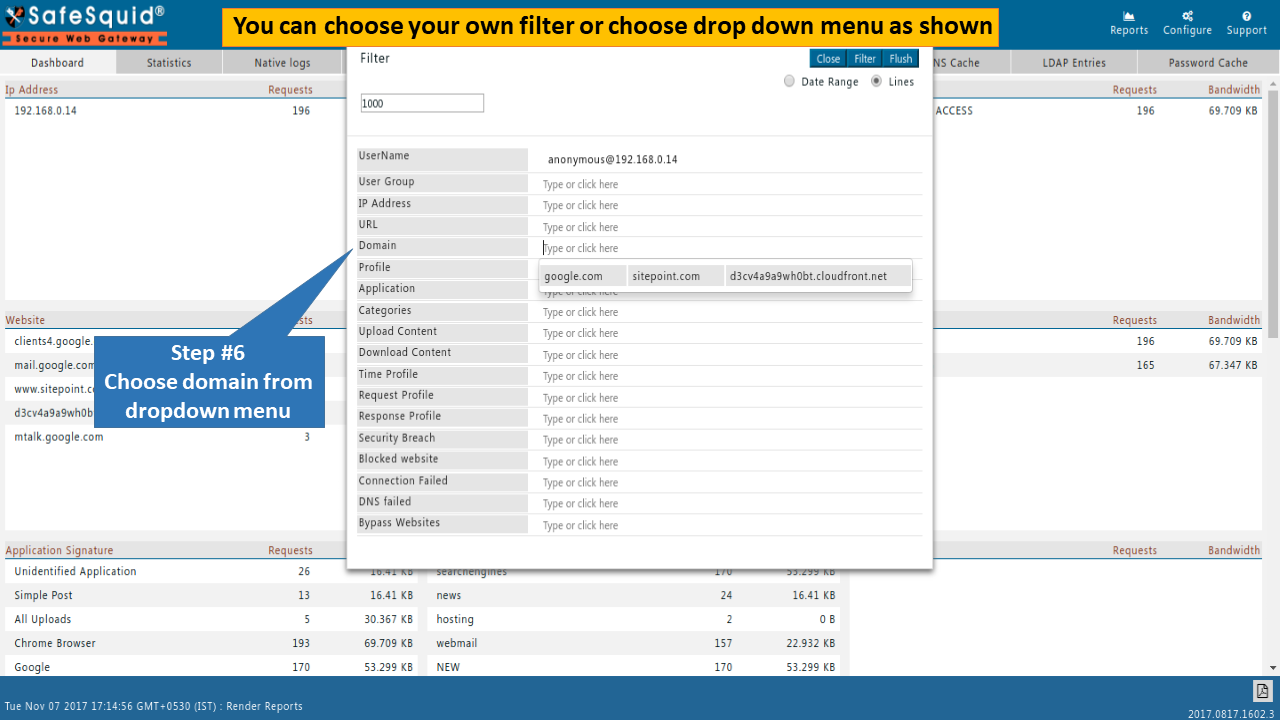 SafeSquid®
Secure Web Gateway
You can choose your own filter or choose drop down menu as shown
Reports Configure Support
Dashboard Statistics Native logs NS Cache LDAP Entries Password Cache
Filter Close Filter Flush
Date Range Lines
1000
Ip Address Requests Requests Bandwidth
192.168.0.14 196 ACCESS 196 69.709 KB
UserName anonymous@192.168.0.14
User Group Type or click here
IP Address Type or click here
URL Type or click here
Domain Type or click here
google.com sitepoint.com d3cv4a9a9wh0bt.cloudfront.net
Profile
Application Type or click here
Categories Type or click here
Upload Content Type or click here
Download Content Type or click here
Time Profile Type or click here
Request Profile Type or click here
Response Profile Type or click here
Security Breach Type or click here
Blocked website Type or click here
Connection Failed Type or click here
DNS failed Type or click here
Bypass Websites Type or click here
Step #6
Choose domain from
dropdown menu
Website sts Requests Bandwidth
clients4.google. 196 69.709 KB
mail.google.com 165 67.347 KB
www.sitepoint.co
d3cv4a9a9wh0b
mtalk.google.com 3
Application Signature Requests Requests Bandwidth
Unidentified Application 26 16.41 KB searchengines 170 53.299 KB
Simple Post 13 16.41 KB news 24 16.41 KB
All Uploads 5 30.367 KB hosting 2 0 B
Chrome Browser 193 69.709 KB webmail 157 22.932 KB
Google 170 53.299 KB NEW 170 53.299 KB
Tue Nov 07 2017 17:14:56 GMT+0530 (IST) : Render Reports
2017.0817.1602.3